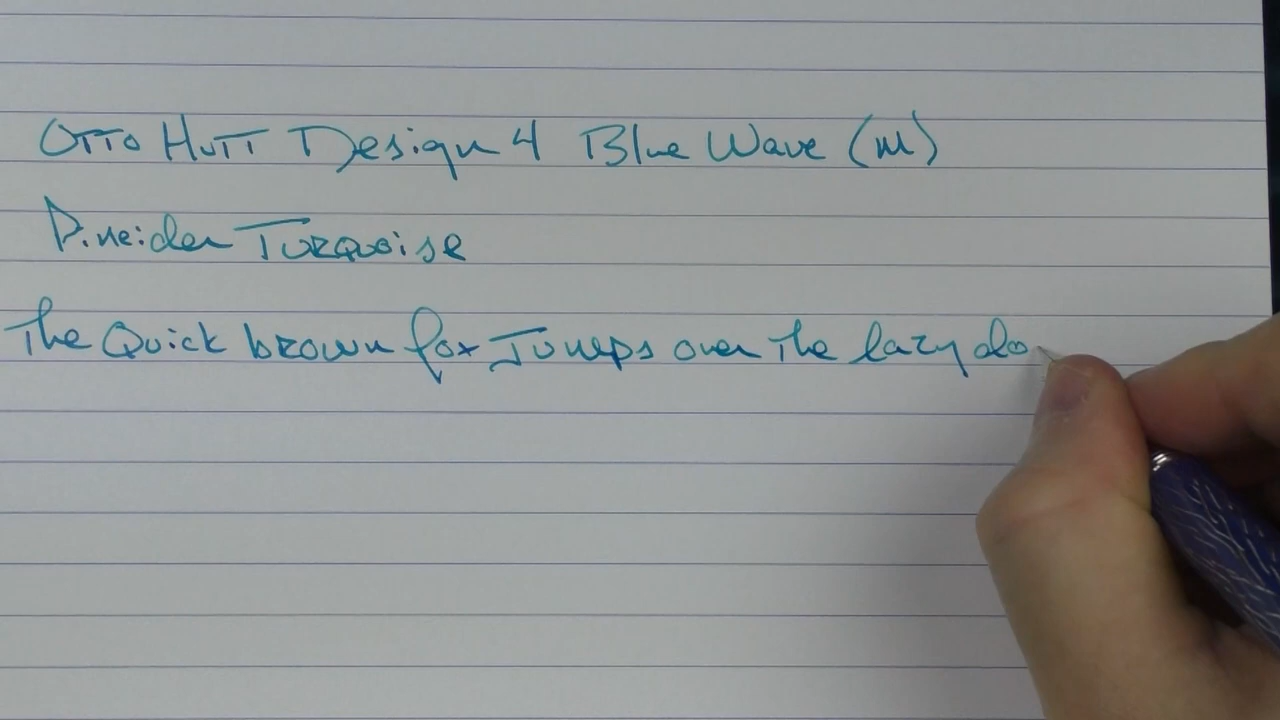 Otto Hutt Design 4 Blue Wave (M)
Pineider Turquoise
The Quick brown fox Jumps over The lazy do